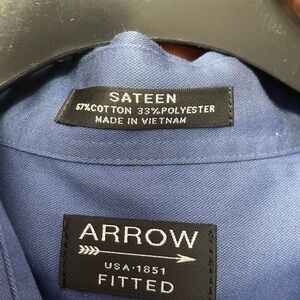 SATEEN
67%COTTON 33%POLYESTER
MADE IN VIETNAM
ARROW
USA·1851
FITTED